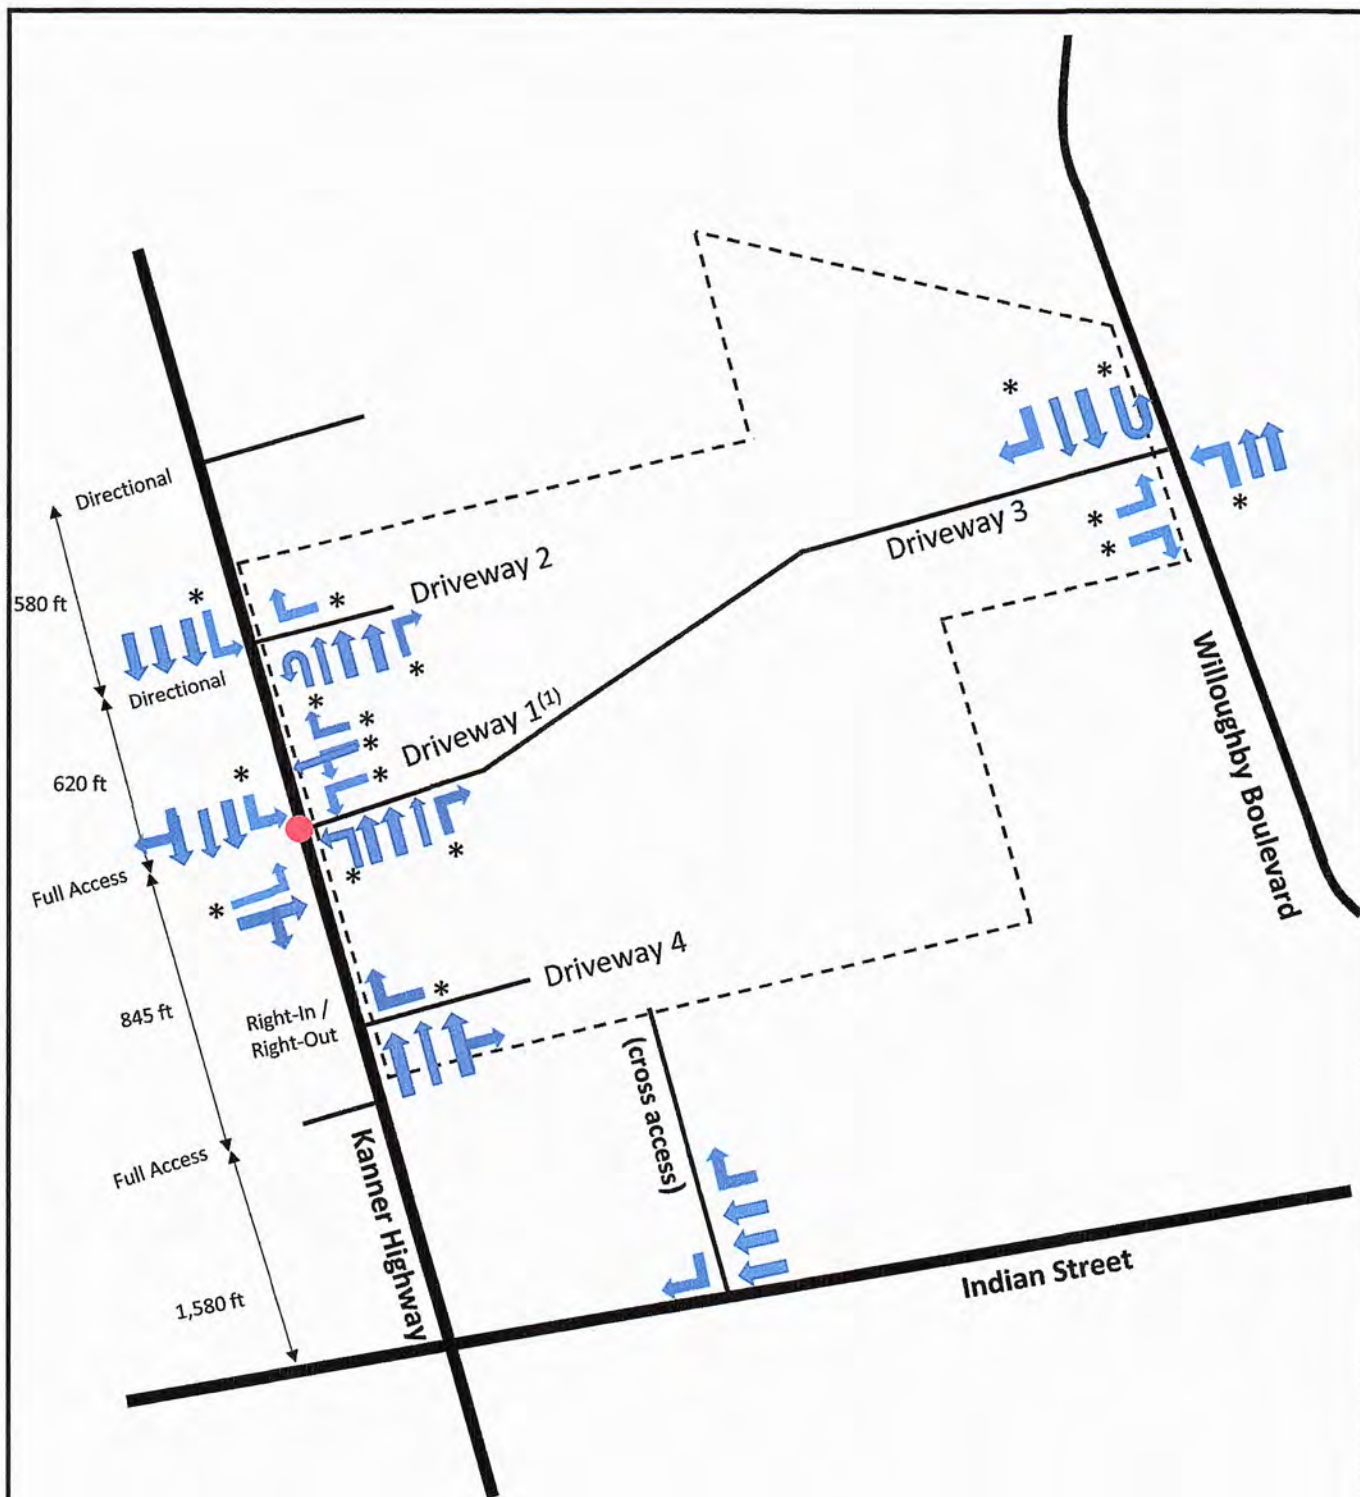 *
*
Directional
*
Driveway 3
*
*
580 ft
*
*
Driveway 2
*
Directional
*
*
*
Driveway 1(1)
620 ft
*
*
*
*
Willoughby Boulevard
Full Access
*
845 ft
Right-In /
Right-Out
*
Driveway 4
(cross access)
Kanner Highway
Full Access
Indian Street
1,580 ft